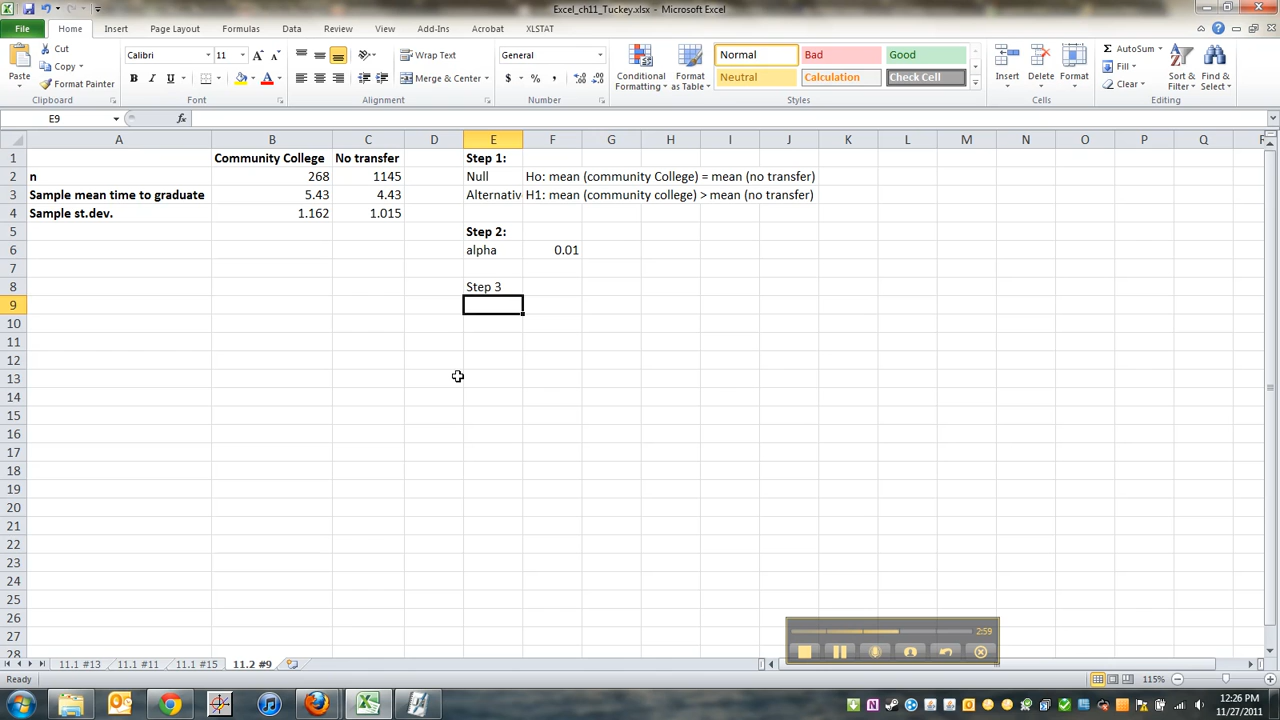 Excel_ch11_Tuckey.xlsx - Microsoft Excel
File Home Insert Page Layout Formulas Data Review View Add-Ins Acrobat XLSTAT
Paste Cut Copy Format Painter Clipboard
Calibri 11 Font
Wrap Text Merge & Center Alignment
General Number
Conditional Formatting Format as Table
Normal Bad Good
Neutral Calculation Check Cell
Styles
Insert Delete Format Cells
AutoSum Fill Clear Sort & Filter Find & Select Editing
E9 fx
A B C D E F G H I J K L M N O P Q R
1 Community College No transfer Step 1:
2 n 268 1145 Null Ho: mean (community College) = mean (no transfer)
3 Sample mean time to graduate 5.43 4.43 Alternativ H1: mean (community college) > mean (no transfer)
4 Sample st.dev. 1.162 1.015
5 Step 2:
6 alpha 0.01
7
8 Step 3
9
10
11
12
13
14
15
16
17
18
19
20
21
22
23
24
25
26
27
28
2:59
11.1 #13 11.1 #11 11.1 #15 11.2 #9
Ready 115%
12:26 PM
11/27/2011